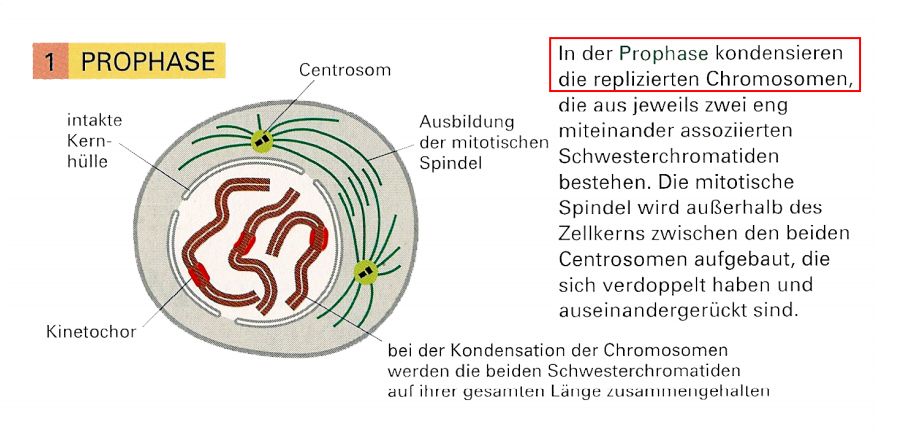 1 PROPHASE
Centrosom
intakte
Kern-
hülle
Ausbildung
der mitotischen
Spindel
Kinetochor
bei der Kondensation der Chromosomen
werden die beiden Schwesterchromatiden
auf ihrer gesamten Länge zusammengehalten
In der Prophase kondensieren
die replizierten Chromosomen,
die aus jeweils zwei eng
miteinander assoziierten
Schwesterchromatiden
bestehen. Die mitotische
Spindel wird außerhalb des
Zellkerns zwischen den beiden
Centrosomen aufgebaut, die
sich verdoppelt haben und
auseinandergerückt sind.